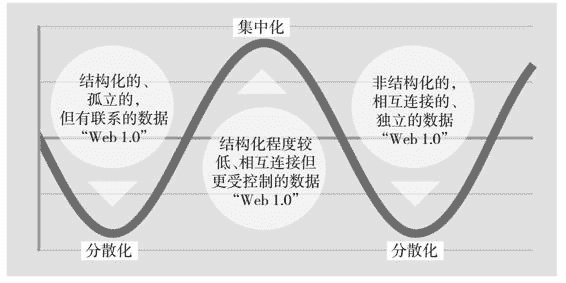 集中化
结构化的、
孤立的，
但有联系的数据
“Web 1.0”
结构化程度较
低、相互连接但
更受控制的数据
“Web 1.0”
非结构化的，
相互连接的、
独立的数据
“Web 1.0”
分散化
分散化